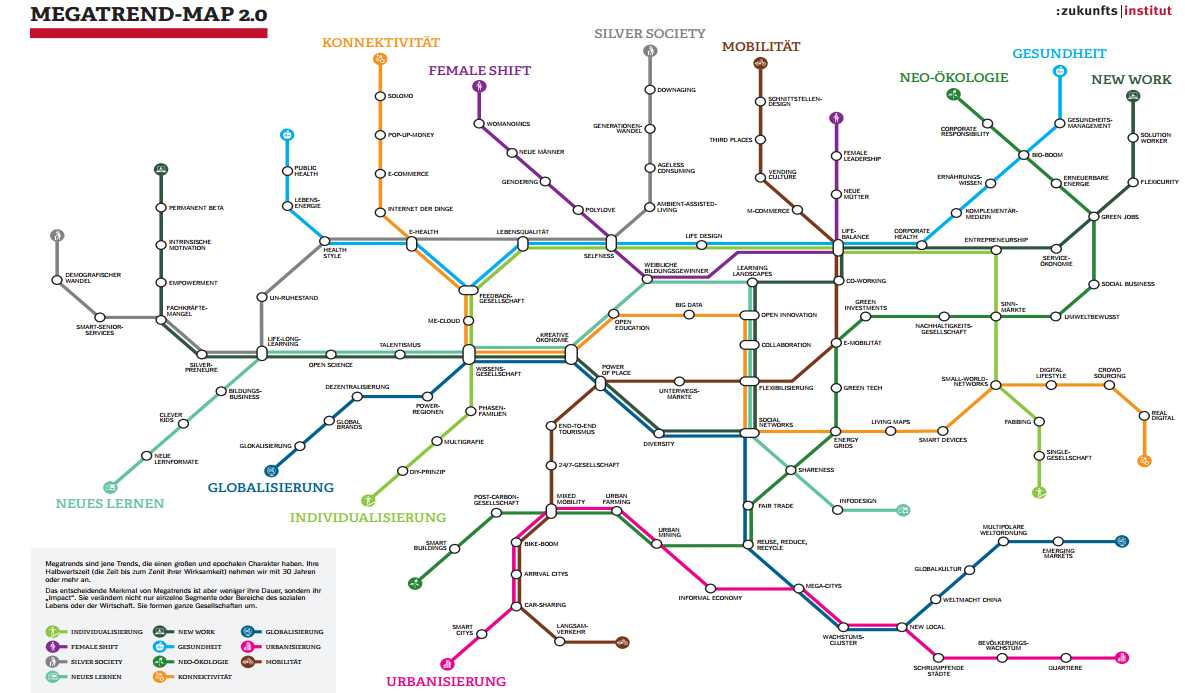 MEGATREND-MAP 2.0
:zukunfts|institut
KONNEKTIVITÄT
SILVER SOCIETY
MOBILITÄT
GESUNDHEIT
FEMALE SHIFT
NEO-ÖKOLOGIE
NEW WORK
SOLOMO
DOWNAGING
SCHNITTSTELLEN-
DESIGN
WOMANOMICS
GENERATIONEN-
WANDEL
CORPORATE
RESPONSIBILITY
GESUNDHEITS-
MANAGEMENT
POP-UP-MONEY
THIRD PLACES
SOLUTION
WORKER
NEUE MÄNNER
FEMALE
LEADERSHIP
BIO-BOOM
PUBLIC
HEALTH
E-COMMERCE
GENDERING
AGELESS
CONSUMING
VENDING
CULTURE
ERNÄHRUNGS-
WISSEN
ERNEUERBARE
ENERGIE
FLEXICURITY
NEUE
MÜTTER
LEBENS-
ENERGIE
INTERNET DER DINGE
POLYLOVE
AMBIENT-ASSISTED-
LIVING
M-COMMERCE
KOMPLEMENTÄR-
MEDIZIN
GREEN JOBS
PERMANENT BETA
E-HEALTH
LEBENSQUALITÄT
LIFE DESIGN
LIFE-
BALANCE
CORPORATE
HEALTH
ENTREPRENEURSHIP
INTRINSISCHE
MOTIVATION
HEALTH
STYLE
SELFNESS
SERVICE-
ÖKONOMIE
DEMOGRAFISCHER
WANDEL
EMPOWERMENT
WEIBLICHE
BILDUNGSGEWINNER
LEARNING
LANDSCAPES
CO-WORKING
SOCIAL BUSINESS
UN-RUHESTAND
FEEDBACK-
GESELLSCHAFT
FACHKRÄFTE-
MANGEL
SMART-SENIOR-
SERVICES
ME-CLOUD
BIG DATA
OPEN
EDUCATION
OPEN INNOVATION
GREEN
INVESTMENTS
NACHHALTIGKEITS-
GESELLSCHAFT
SINN-
MÄRKTE
UMWELTBEWUSST
LIFE-LONG-
LEARNING
TALENTISMUS
KREATIVE
ÖKONOMIE
COLLABORATION
E-MOBILITÄT
SILVER-
PRENEURE
OPEN SCIENCE
WISSENS-
GESELLSCHAFT
POWER
OF PLACE
BILDUNGS-
BUSINESS
DEZENTRALISIERUNG
POWER-
REGIONEN
UNTERWEGS-
MÄRKTE
FLEXIBILISIERUNG
GREEN TECH
SMALL-WORLD-
NETWORKS
DIGITAL
LIFESTYLE
CROWD
SOURCING
CLEVER
KIDS
GLOBAL
BRANDS
PHASEN-
FAMILIEN
END-TO-END
TOURISMUS
SOCIAL
NETWORKS
LIVING MAPS
FABBING
REAL
DIGITAL
GLOKALISIERUNG
MULTIGRAFIE
DIVERSITY
ENERGY
GRIDS
SMART DEVICES
NEUE
LERNFORMATE
DIY-PRINZIP
24/7-GESELLSCHAFT
SHARENESS
SINGLE-
GESELLSCHAFT
NEUES LERNEN
GLOBALISIERUNG
INDIVIDUALISIERUNG
POST-CARBON-
GESELLSCHAFT
MIXED
MOBILITY
URBAN
FARMING
FAIR TRADE
INFODESIGN
SMART
BUILDINGS
BIKE-BOOM
URBAN
MINING
REUSE, REDUCE,
RECYCLE
MULTIPOLARE
WELTORDNUNG
EMERGING
MARKETS
ARRIVAL CITYS
INFORMAL ECONOMY
MEGA-CITYS
GLOBALKULTUR
WELTMACHT CHINA
CAR-SHARING
SMART
CITYS
LANGSAM-
VERKEHR
WACHSTUMS-
CLUSTER
NEW LOCAL
BEVÖLKERUNGS-
WACHSTUM
SCHRUMPFENDE
STÄDTE
QUARTIERE
URBANISIERUNG
Megatrends sind jene Trends, die einen großen und epochalen Charakter haben. Ihre
Halbwertszeit (die Zeit bis zum Zenit ihrer Wirksamkeit) nehmen wir mit 30 Jahren
oder mehr an.
Das entscheidende Merkmal von Megatrends ist aber weniger ihre Dauer, sondern ihr
„Impact“. Sie verändern nicht nur einzelne Segmente oder Bereiche des sozialen
Lebens oder der Wirtschaft. Sie formen ganze Gesellschaften um.
INDIVIDUALISIERUNG
NEW WORK
GLOBALISIERUNG
FEMALE SHIFT
GESUNDHEIT
URBANISIERUNG
SILVER SOCIETY
NEO-ÖKOLOGIE
MOBILITÄT
NEUES LERNEN
KONNEKTIVITÄT